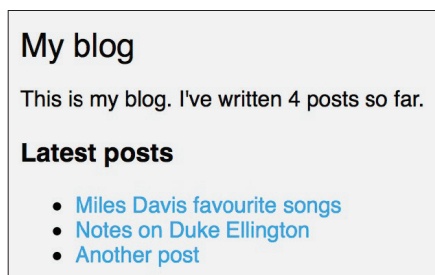 My blog
This is my blog. I've written 4 posts so far.
Latest posts
Miles Davis favourite songs
Notes on Duke Ellington
Another post